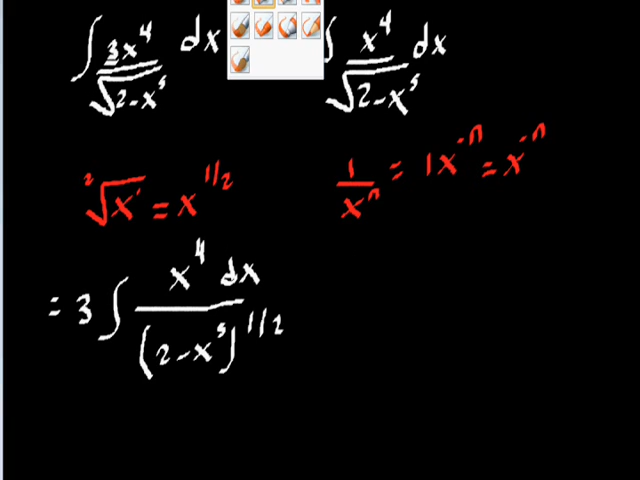 ∫ 3x⁴/√(2-x⁵) dx ∫ x⁴/√(2-x⁵) dx
²√x¹ = x^(1/2) 1/xⁿ = 1x⁻ⁿ = x⁻ⁿ
= 3 ∫ x⁴ dx/(2-x⁵)^(1/2)